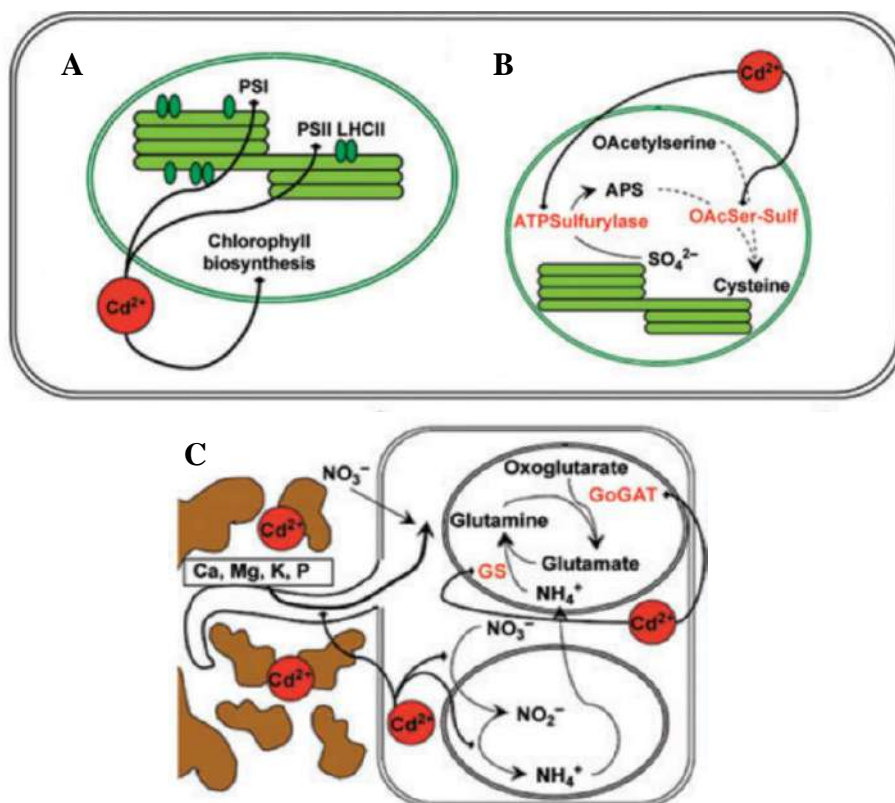 A
PSI
PSII LHCII
Chlorophyll
biosynthesis
Cd²⁺
B
Cd²⁺
OAcetylserine
APS
ATPSulfurylase
OAcSer-Sulf
SO₄²⁻
Cysteine
C
NO₃⁻
Cd²⁺
Ca, Mg, K, P
Cd²⁺
Oxoglutarate
GoGAT
Glutamine
Glutamate
GS
NH₄⁺
Cd²⁺
NO₃⁻
Cd²⁺
NO₂⁻
NH₄⁺